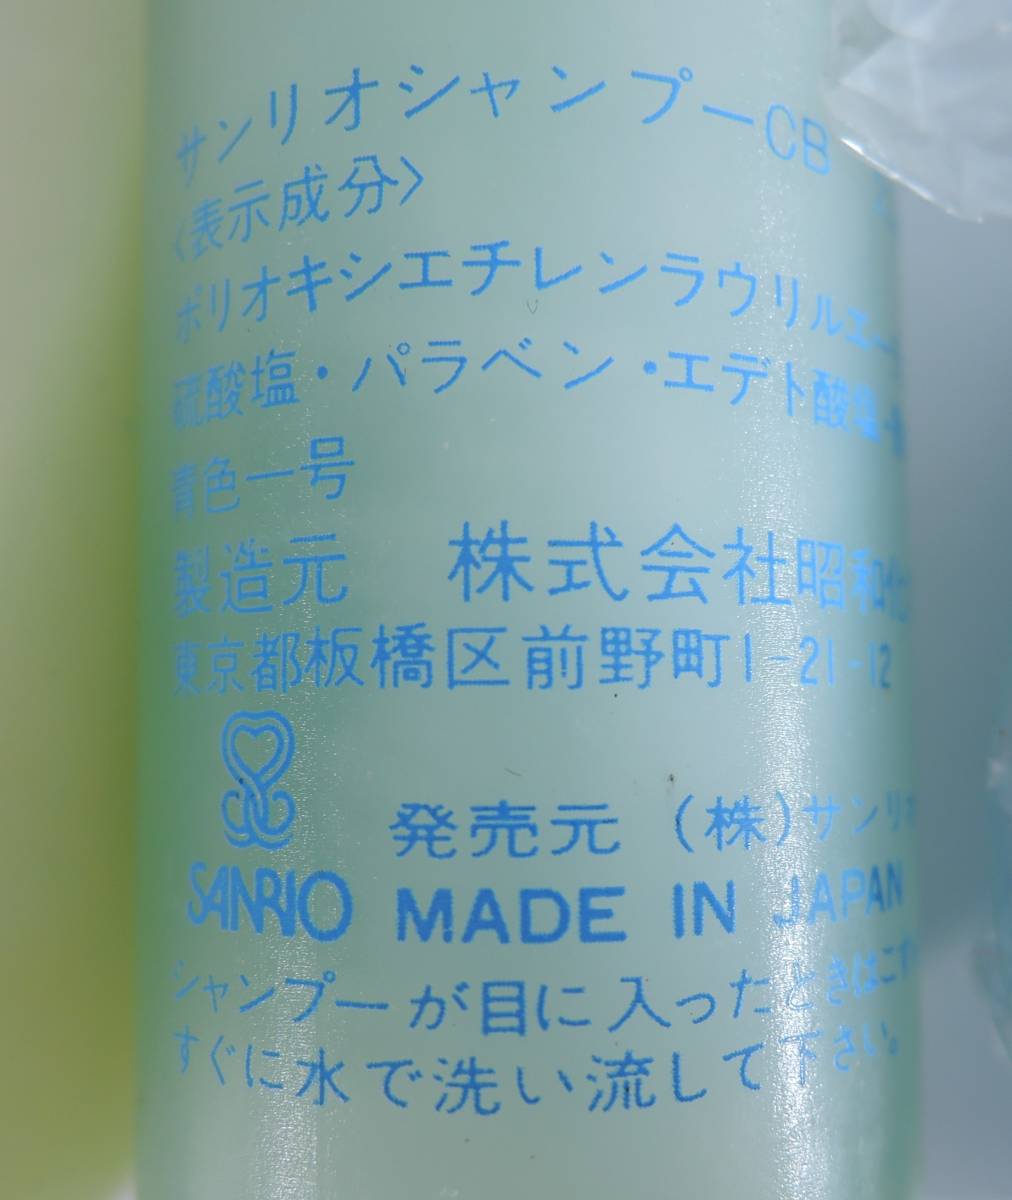 サンリオシャンプーCB
〈表示成分〉
ポリオキシエチレンラウリルエー
硫酸塩・パラベン・エデト酸塩・
青色一号
製造元 株式会社昭和化
東京都板橋区前野町1-21-12
発売元 (株)サンリオ
SANRIO MADE IN JAPAN
シャンプーが目に入ったときはこす
すぐに水で洗い流して下さい。